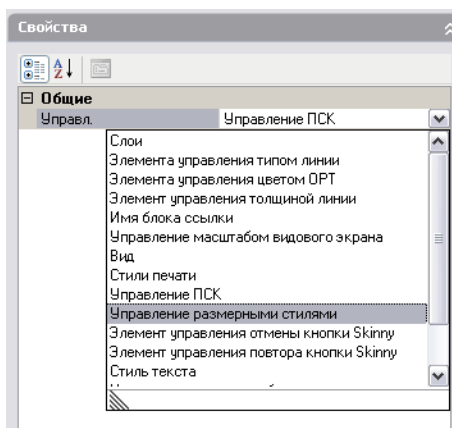 Свойства
Общие
Управл. Управление ПСК
Слои
Элемента управления типом линии
Элемента управления цветом ОРТ
Элемент управления толщиной линии
Имя блока ссылки
Управление масштабом видового экрана
Вид
Стили печати
Управление ПСК
Управление размерными стилями
Элемент управления отмены кнопки Skinny
Элемент управления повтора кнопки Skinny
Стиль текста